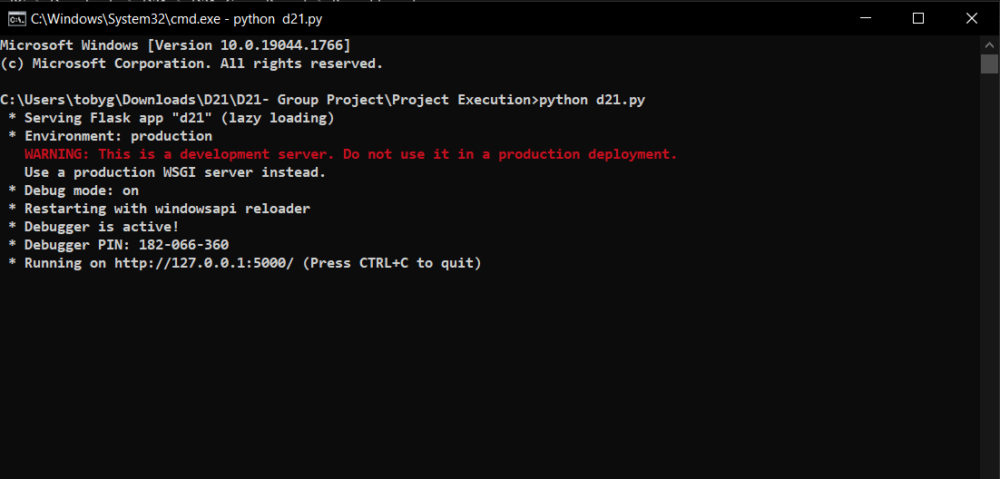 C:\Windows\System32\cmd.exe - python  d21.py
Microsoft Windows [Version 10.0.19044.1766]
(c) Microsoft Corporation. All rights reserved.
C:\Users\tobyg\Downloads\D21\D21- Group Project\Project Execution>python d21.py
* Serving Flask app "d21" (lazy loading)
* Environment: production
WARNING: This is a development server. Do not use it in a production deployment.
Use a production WSGI server instead.
* Debug mode: on
* Restarting with windowsapi reloader
* Debugger is active!
* Debugger PIN: 182-066-360
* Running on http://127.0.0.1:5000/ (Press CTRL+C to quit)